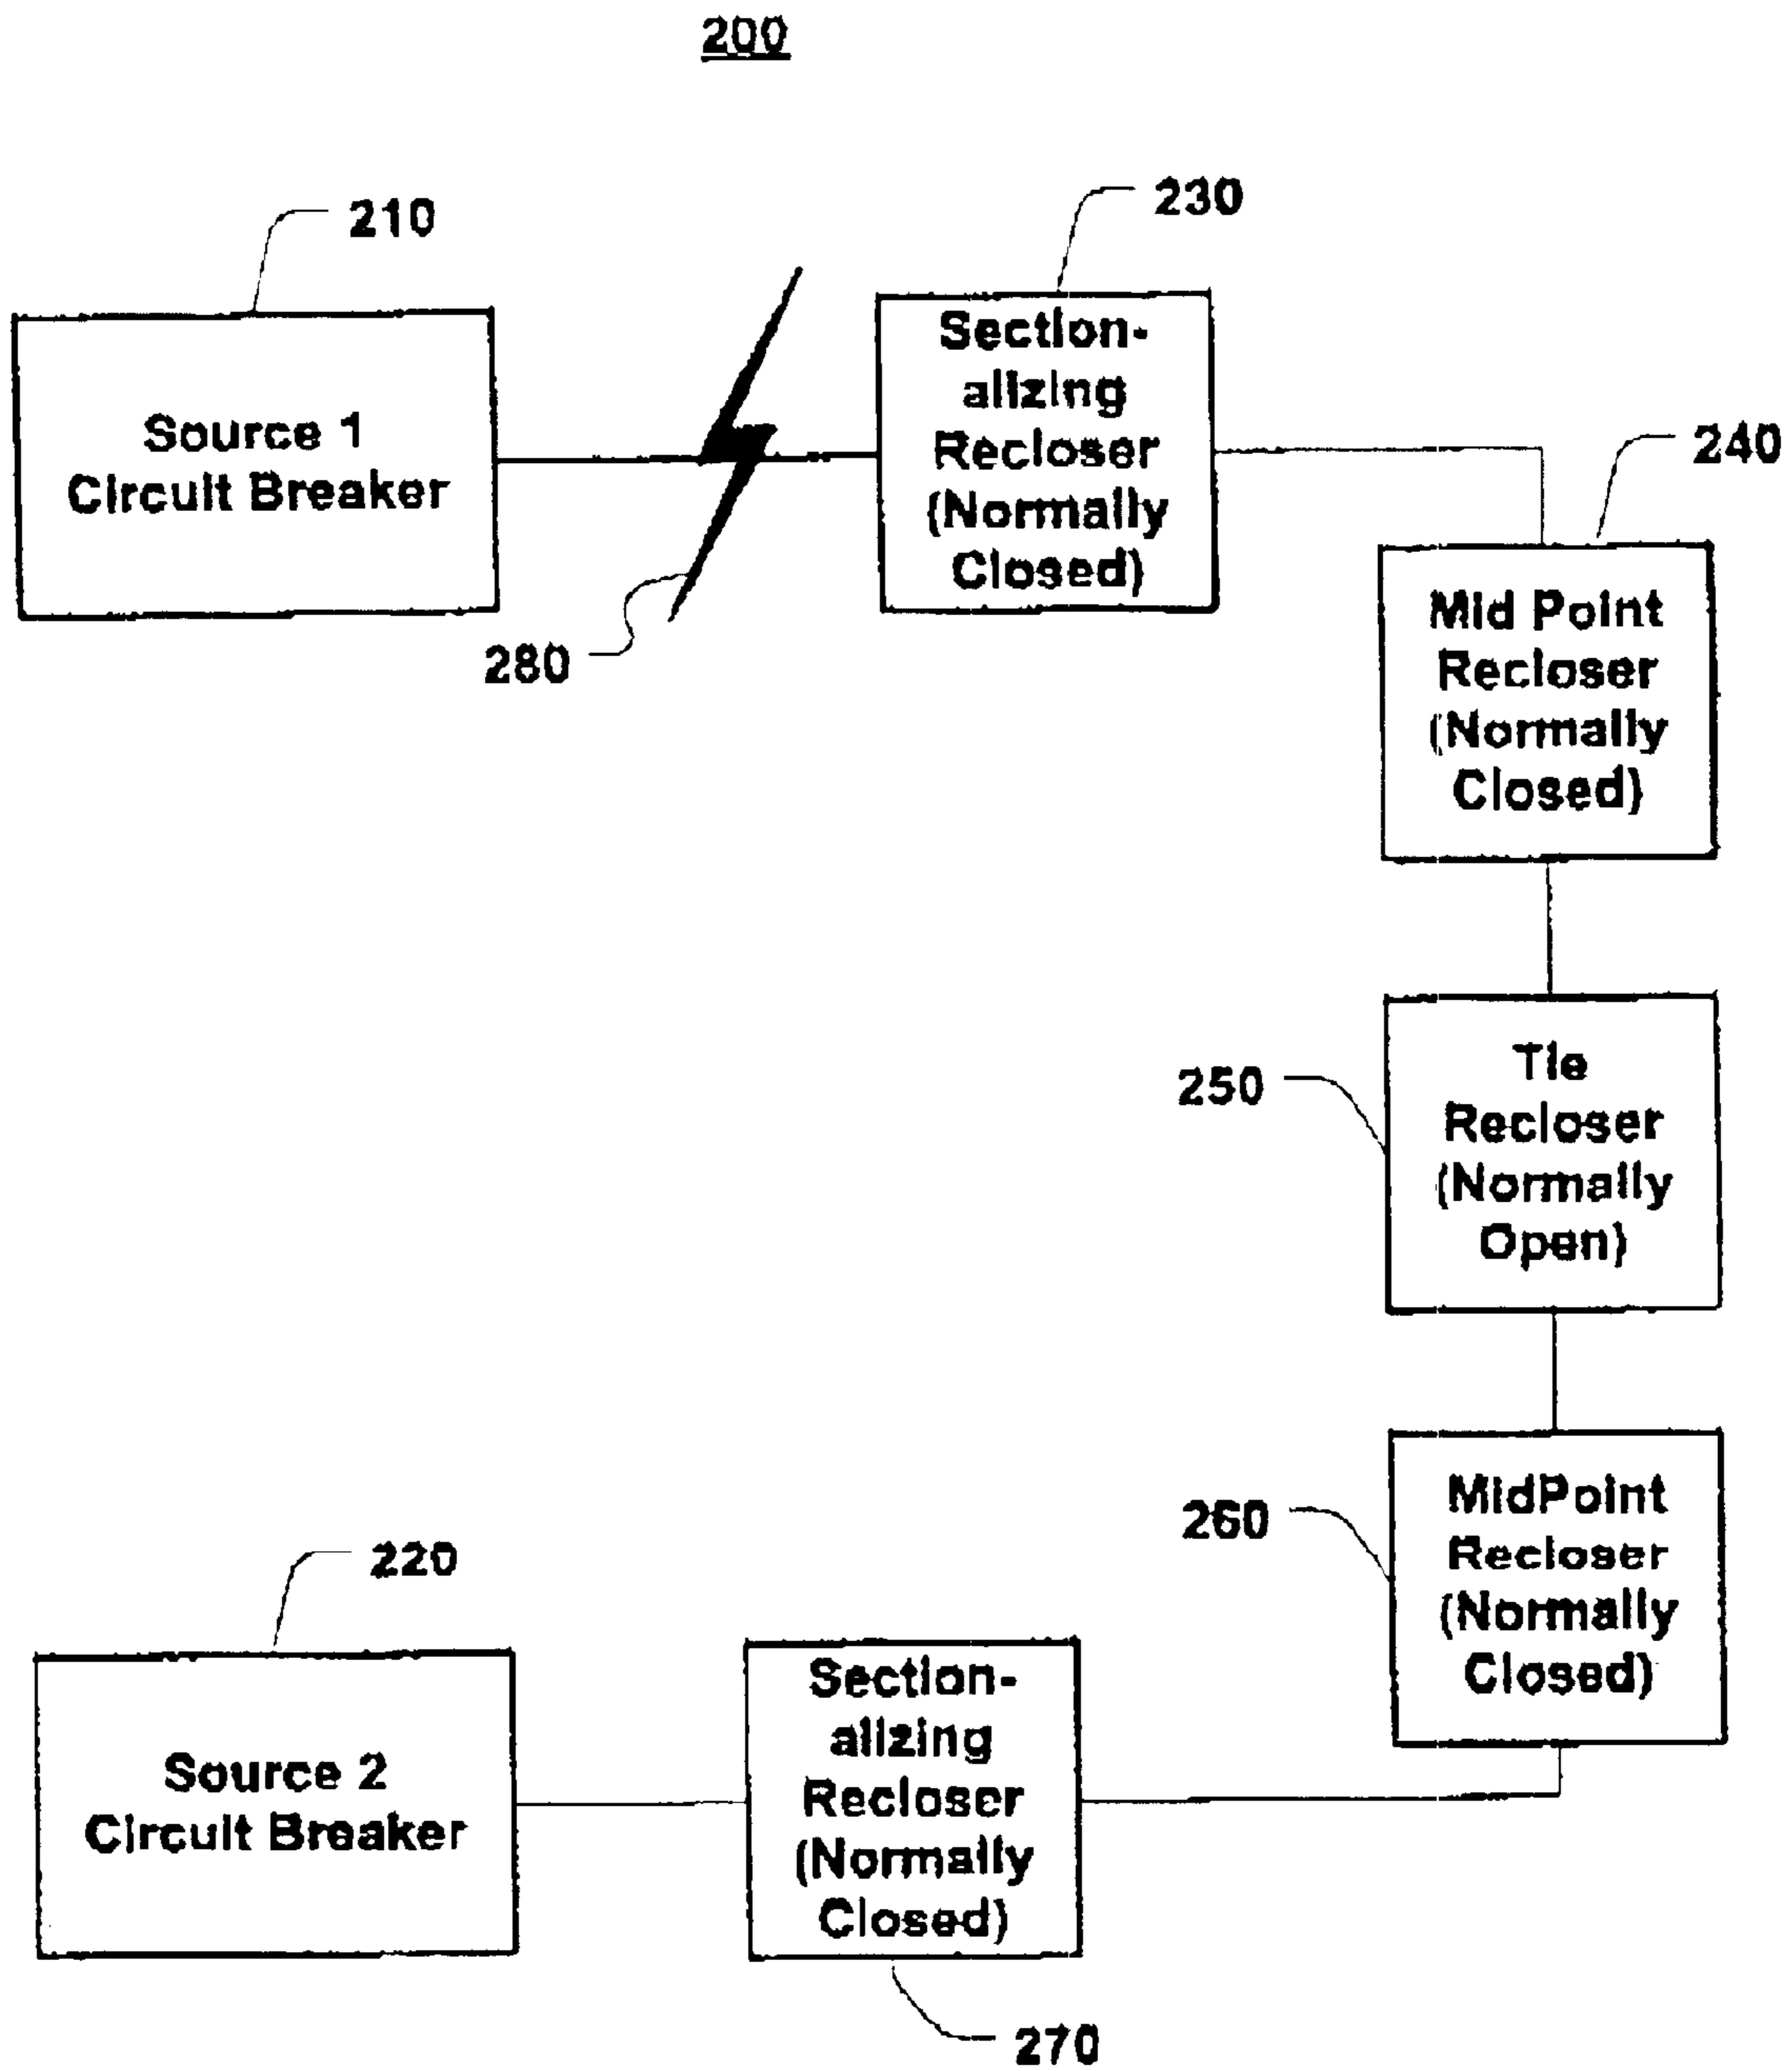 200
210
230
Source 1
Circuit Breaker
Section-
alizing
Recloser
(Normally
Closed)
240
280
Mid Point
Recloser
(Normally
Closed)
250
Tie
Recloser
(Normally
Open)
260
MidPoint
Recloser
(Normally
Closed)
220
Source 2
Circuit Breaker
Section-
alizing
Recloser
(Normally
Closed)
270